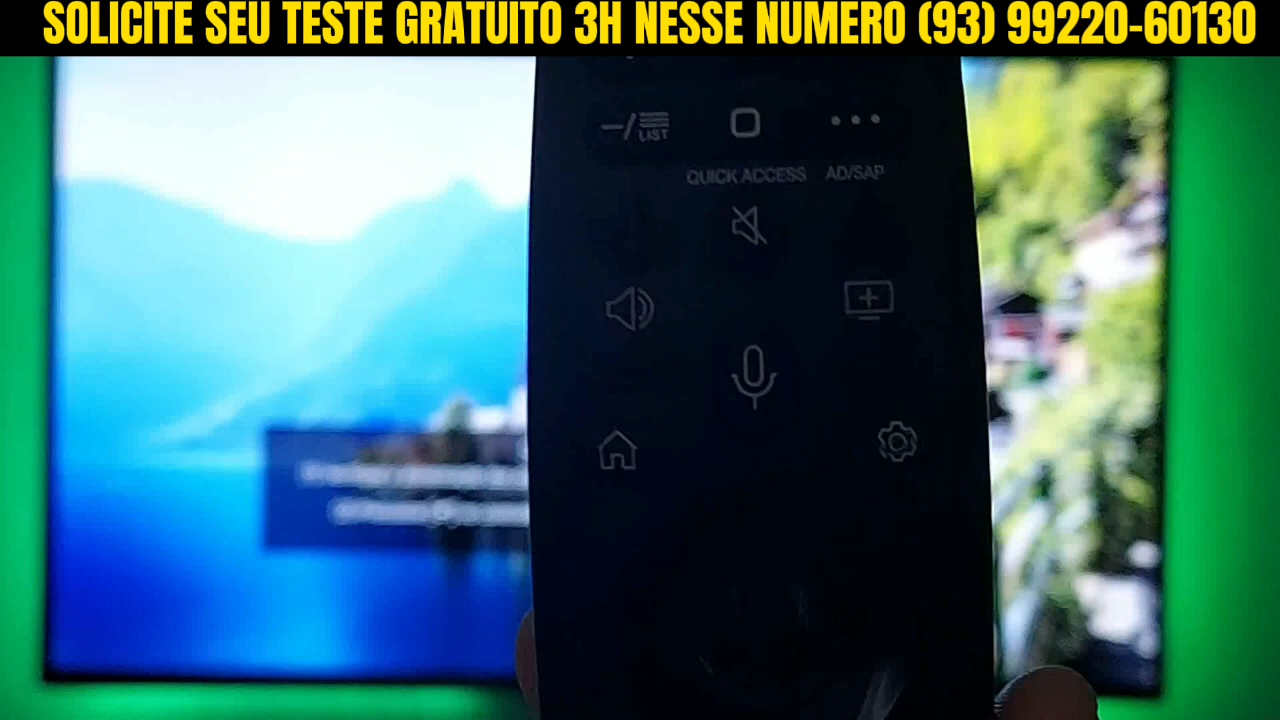 SOLICITE SEU TESTE GRATUITO 3H NESSE NUMERO (93) 99220-60130
-/LIST
QUICK ACCESS AD/SAP